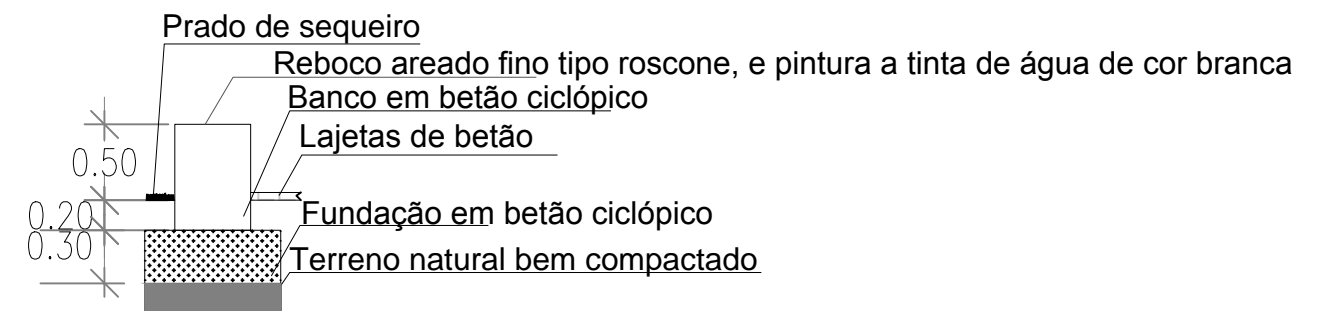 Prado de sequeiro
Reboco areado fino tipo roscone, e pintura a tinta de água de cor branca
Banco em betão ciclópico
Lajetas de betão
0.50
0.20
Fundação em betão ciclópico
0.30
Terreno natural bem compactado